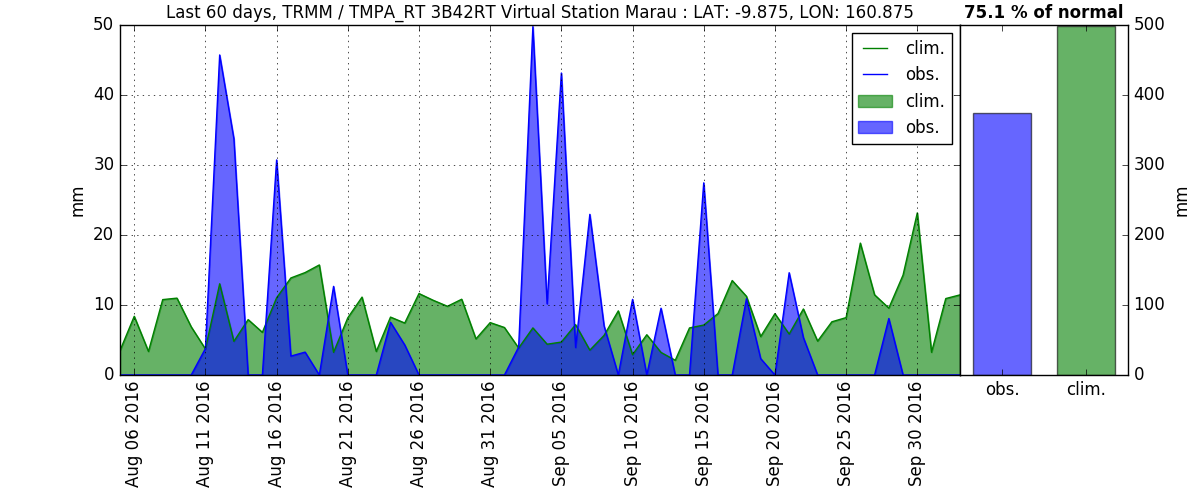 Last 60 days, TRMM / TMPA_RT 3B42RT Virtual Station Marau : LAT: -9.875, LON: 160.875
75.1 % of normal
50
40
30
20
10
0
mm
clim.
obs.
clim.
obs.
500
400
300
200
100
0
mm
obs.
clim.
Aug 06 2016
Aug 11 2016
Aug 16 2016
Aug 21 2016
Aug 26 2016
Aug 31 2016
Sep 05 2016
Sep 10 2016
Sep 15 2016
Sep 20 2016
Sep 25 2016
Sep 30 2016